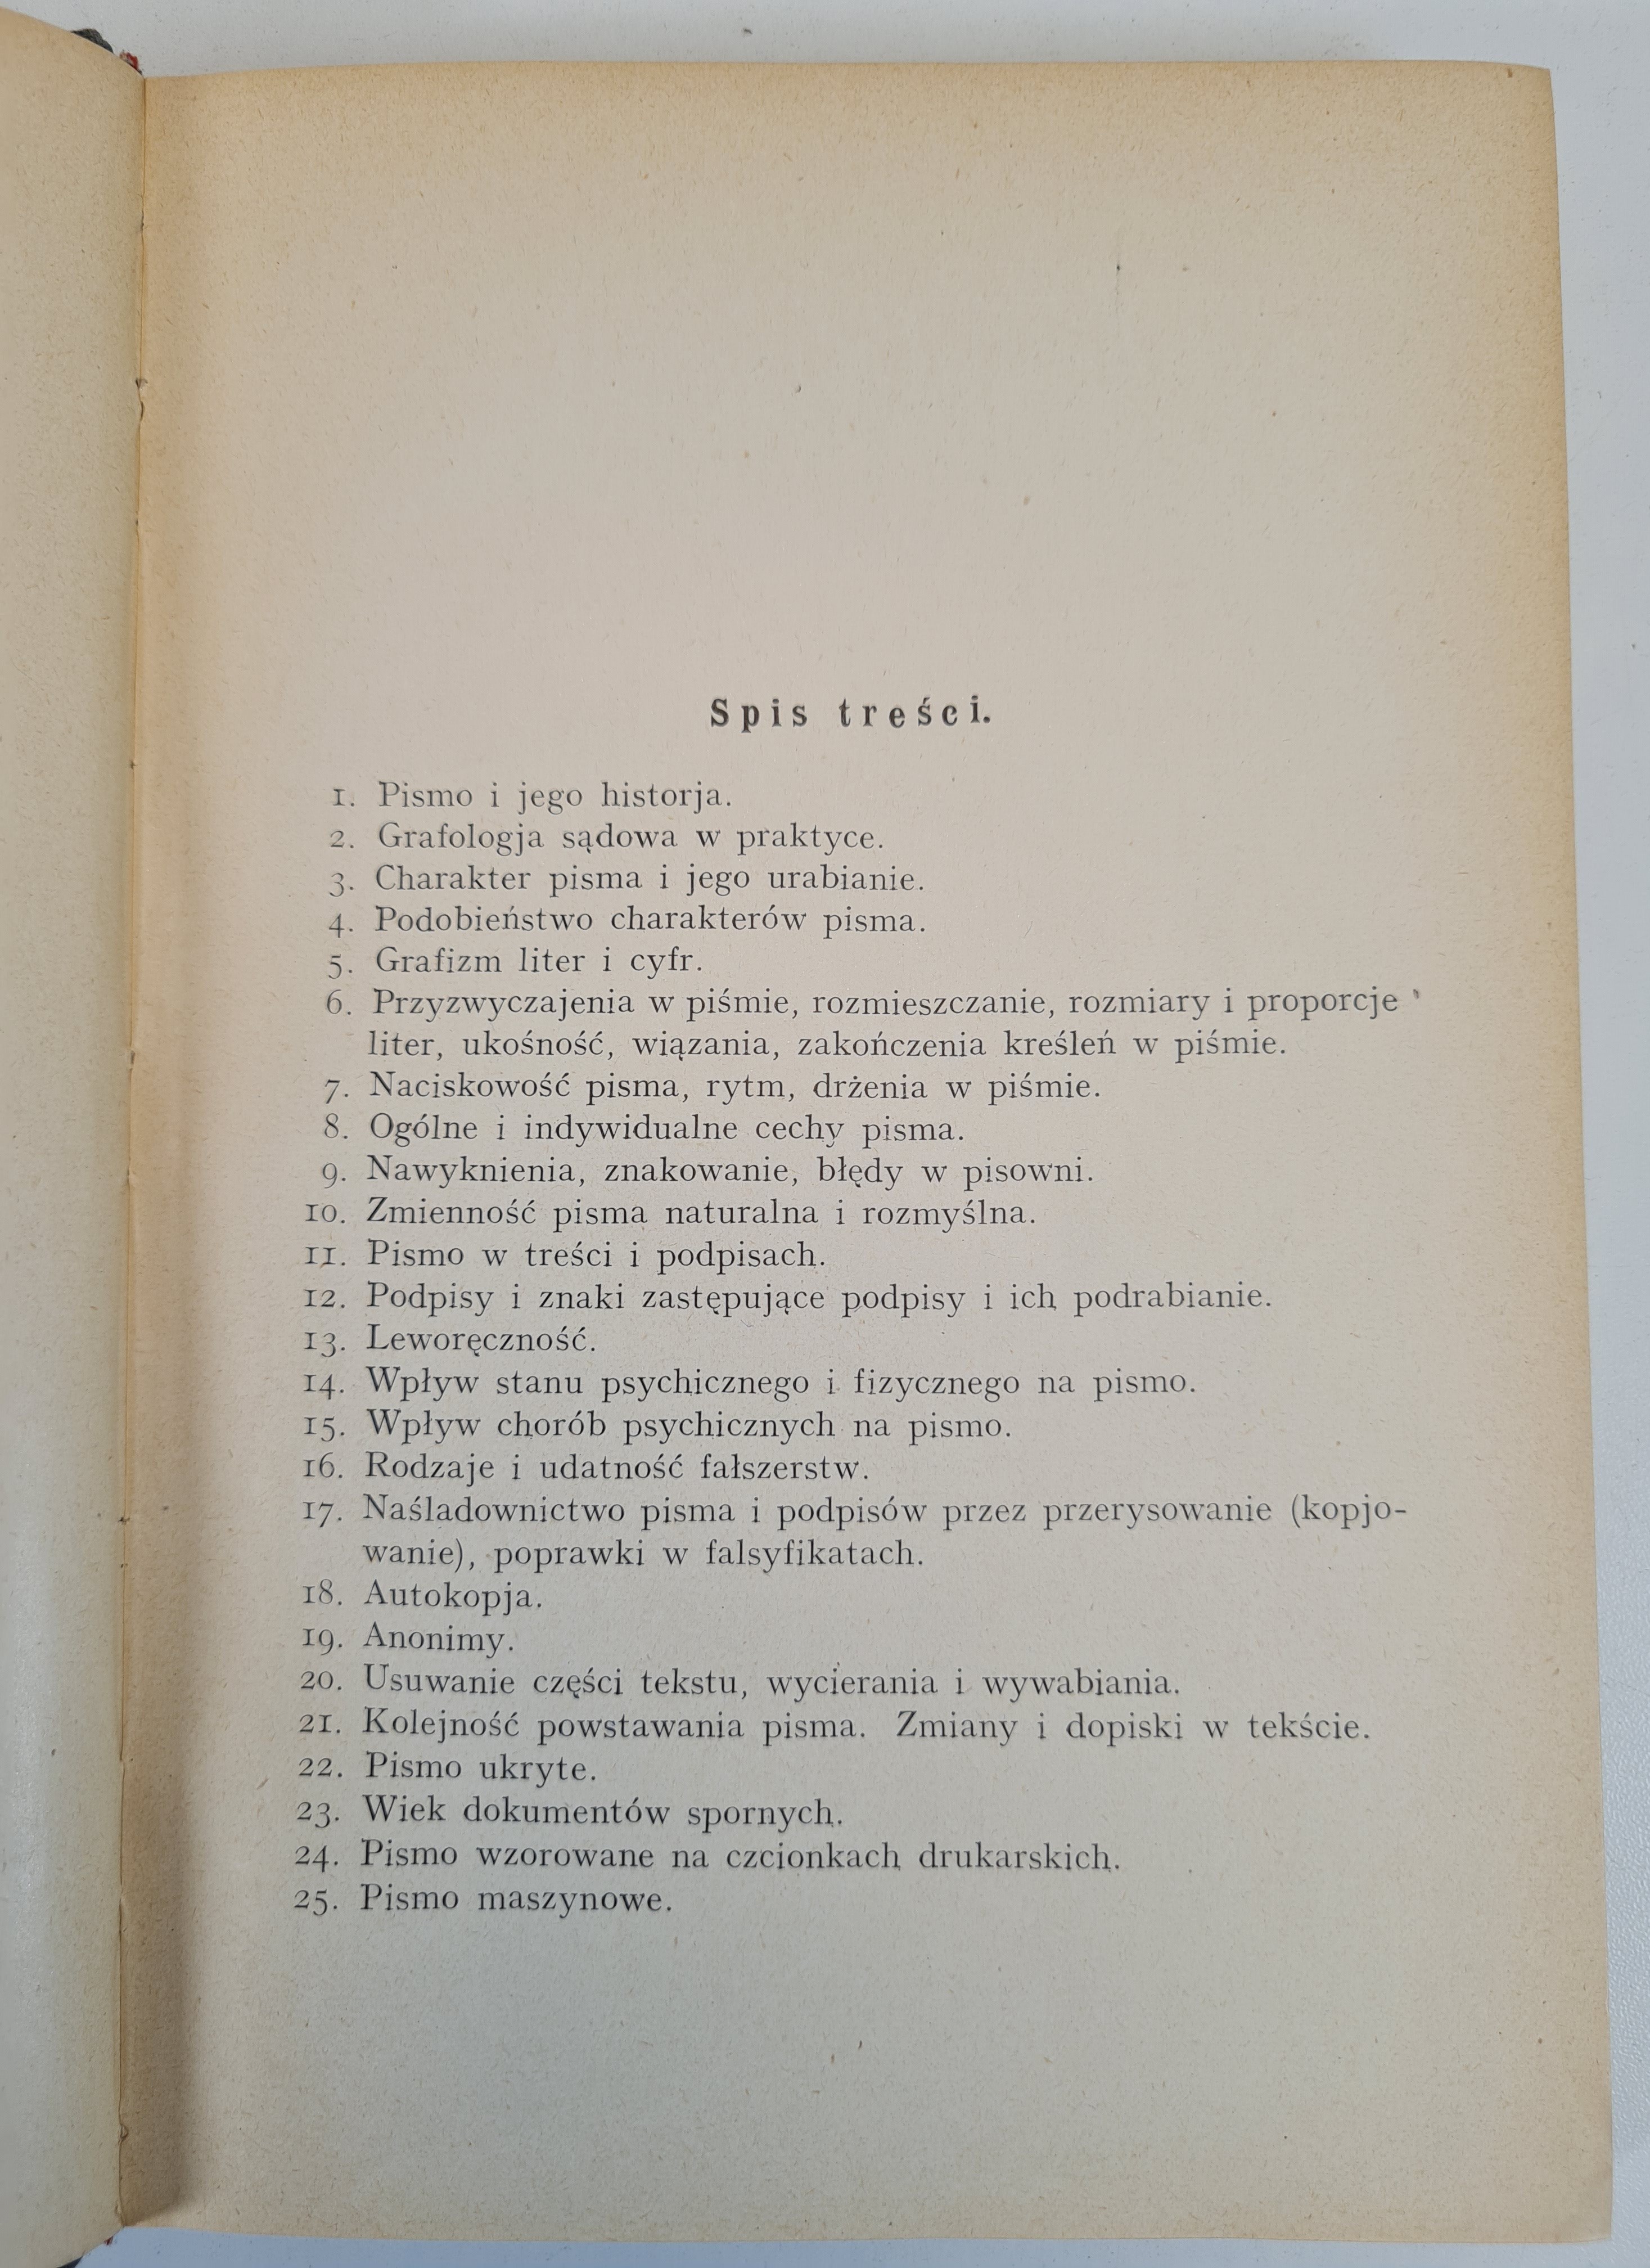 Spis treści.
1. Pismo i jego historja.
2. Grafologja sądowa w praktyce.
3. Charakter pisma i jego urabianie.
4. Podobieństwo charakterów pisma.
5. Grafizm liter i cyfr.
6. Przyzwyczajenia w piśmie, rozmieszczanie, rozmiary i proporcje
liter, ukośność, wiązania, zakończenia kreśleń w piśmie.
7. Naciskowość pisma, rytm, drżenia w piśmie.
8. Ogólne i indywidualne cechy pisma.
9. Nawyknienia, znakowanie, błędy w pisowni.
10. Zmienność pisma naturalna i rozmyślna.
11. Pismo w treści i podpisach.
12. Podpisy i znaki zastępujące podpisy i ich podrabianie.
13. Leworęczność.
14. Wpływ stanu psychicznego i fizycznego na pismo.
15. Wpływ chorób psychicznych na pismo.
16. Rodzaje i udatność fałszerstw.
17. Naśladownictwo pisma i podpisów przez przerysowanie (kopjo-
wanie), poprawki w falsyfikatach.
18. Autokopja.
19. Anonimy.
20. Usuwanie części tekstu, wycierania i wywabiania.
21. Kolejność powstawania pisma. Zmiany i dopiski w tekście.
22. Pismo ukryte.
23. Wiek dokumentów spornych.
24. Pismo wzorowane na czcionkach drukarskich.
25. Pismo maszynowe.